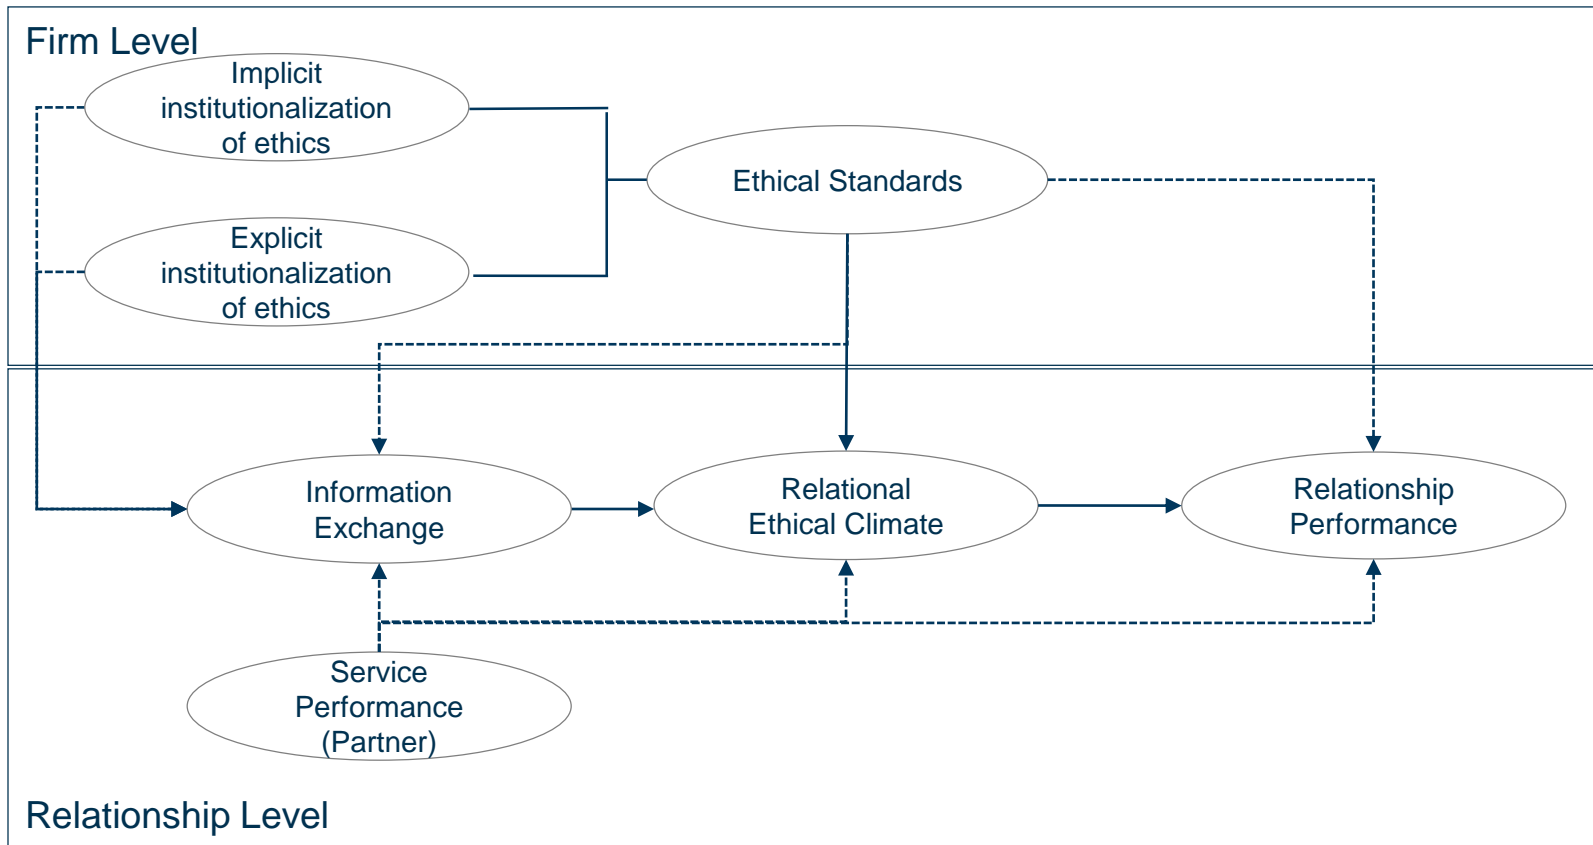 Firm Level
Implicit
institutionalization
of ethics
Ethical Standards
Explicit
institutionalization
of ethics
Information
Exchange
Relational
Ethical Climate
Relationship
Performance
Service
Performance
(Partner)
Relationship Level